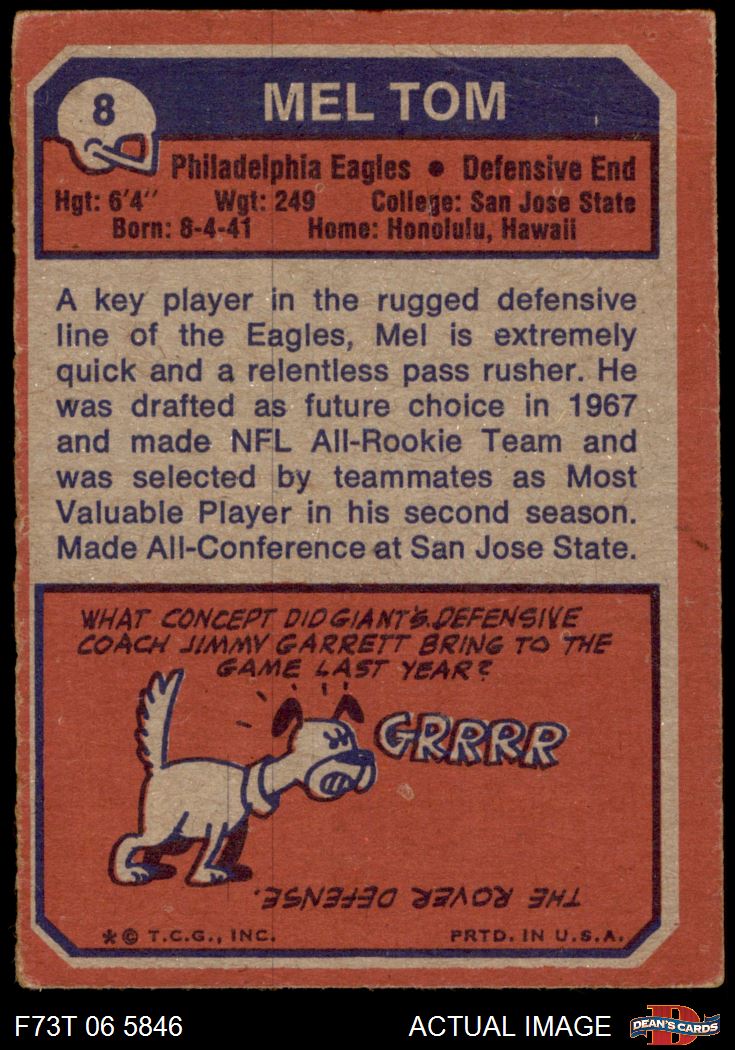 8
MEL TOM
Philadelphia Eagles • Defensive End
Hgt: 6'4" Wgt: 249 College: San Jose State
Born: 8-4-41 Home: Honolulu, Hawaii
A key player in the rugged defensive
line of the Eagles, Mel is extremely
quick and a relentless pass rusher. He
was drafted as future choice in 1967
and made NFL All-Rookie Team and
was selected by teammates as Most
Valuable Player in his second season.
Made All-Conference at San Jose State.
WHAT CONCEPT DID GIANT'S DEFENSIVE
COACH JIMMY GARRETT BRING TO THE
GAME LAST YEAR?
GRRRR
THE ROVER DEFENSE.
* © T.C.G., INC. PRTD. IN U.S.A.
F73T 06 5846 ACTUAL IMAGE D DEAN'S CARDS